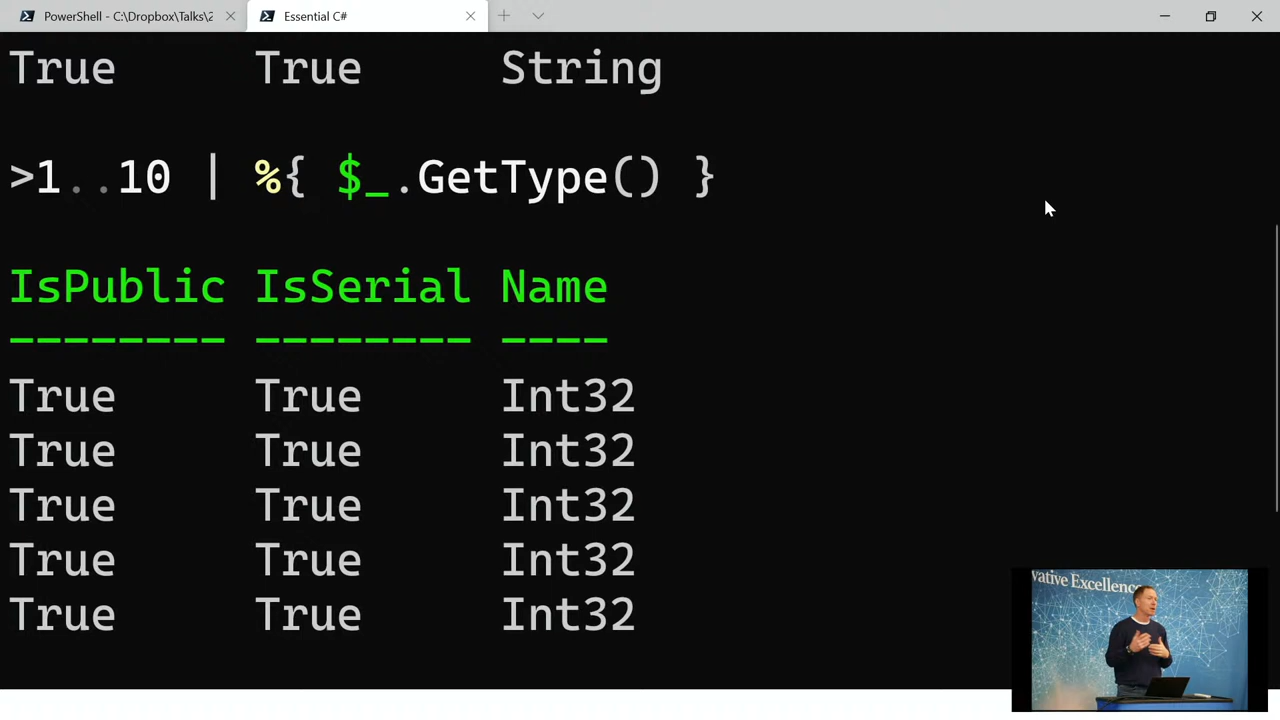 PowerShell - C:\Dropbox\Talks\2
Essential C#
True True String
>1..10 | %{ $_.GetType() }
IsPublic IsSerial Name
-------- -------- ----
True True Int32
True True Int32
True True Int32
True True Int32
True True Int32
vative Excellence